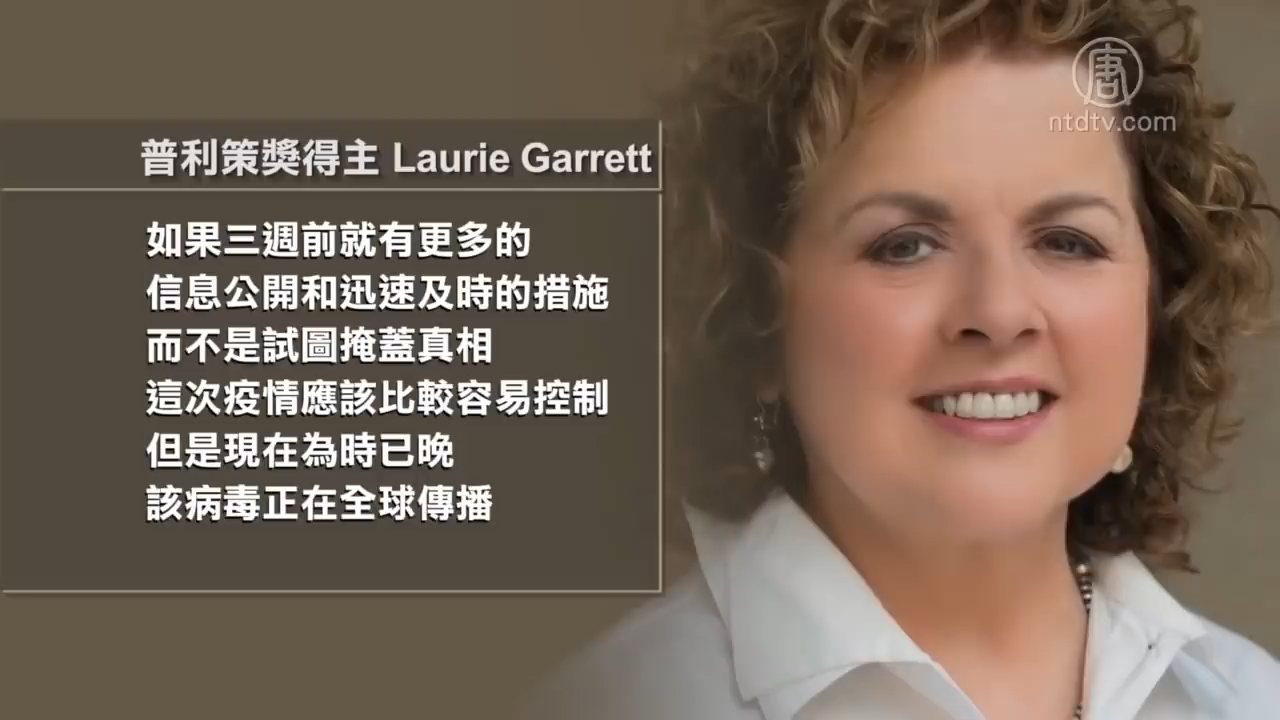 唐
ntdtv.com
普利策獎得主 Laurie Garrett
如果三週前就有更多的
信息公開和迅速及時的措施
而不是試圖掩蓋真相
這次疫情應該比較容易控制
但是現在為時已晚
該病毒正在全球傳播